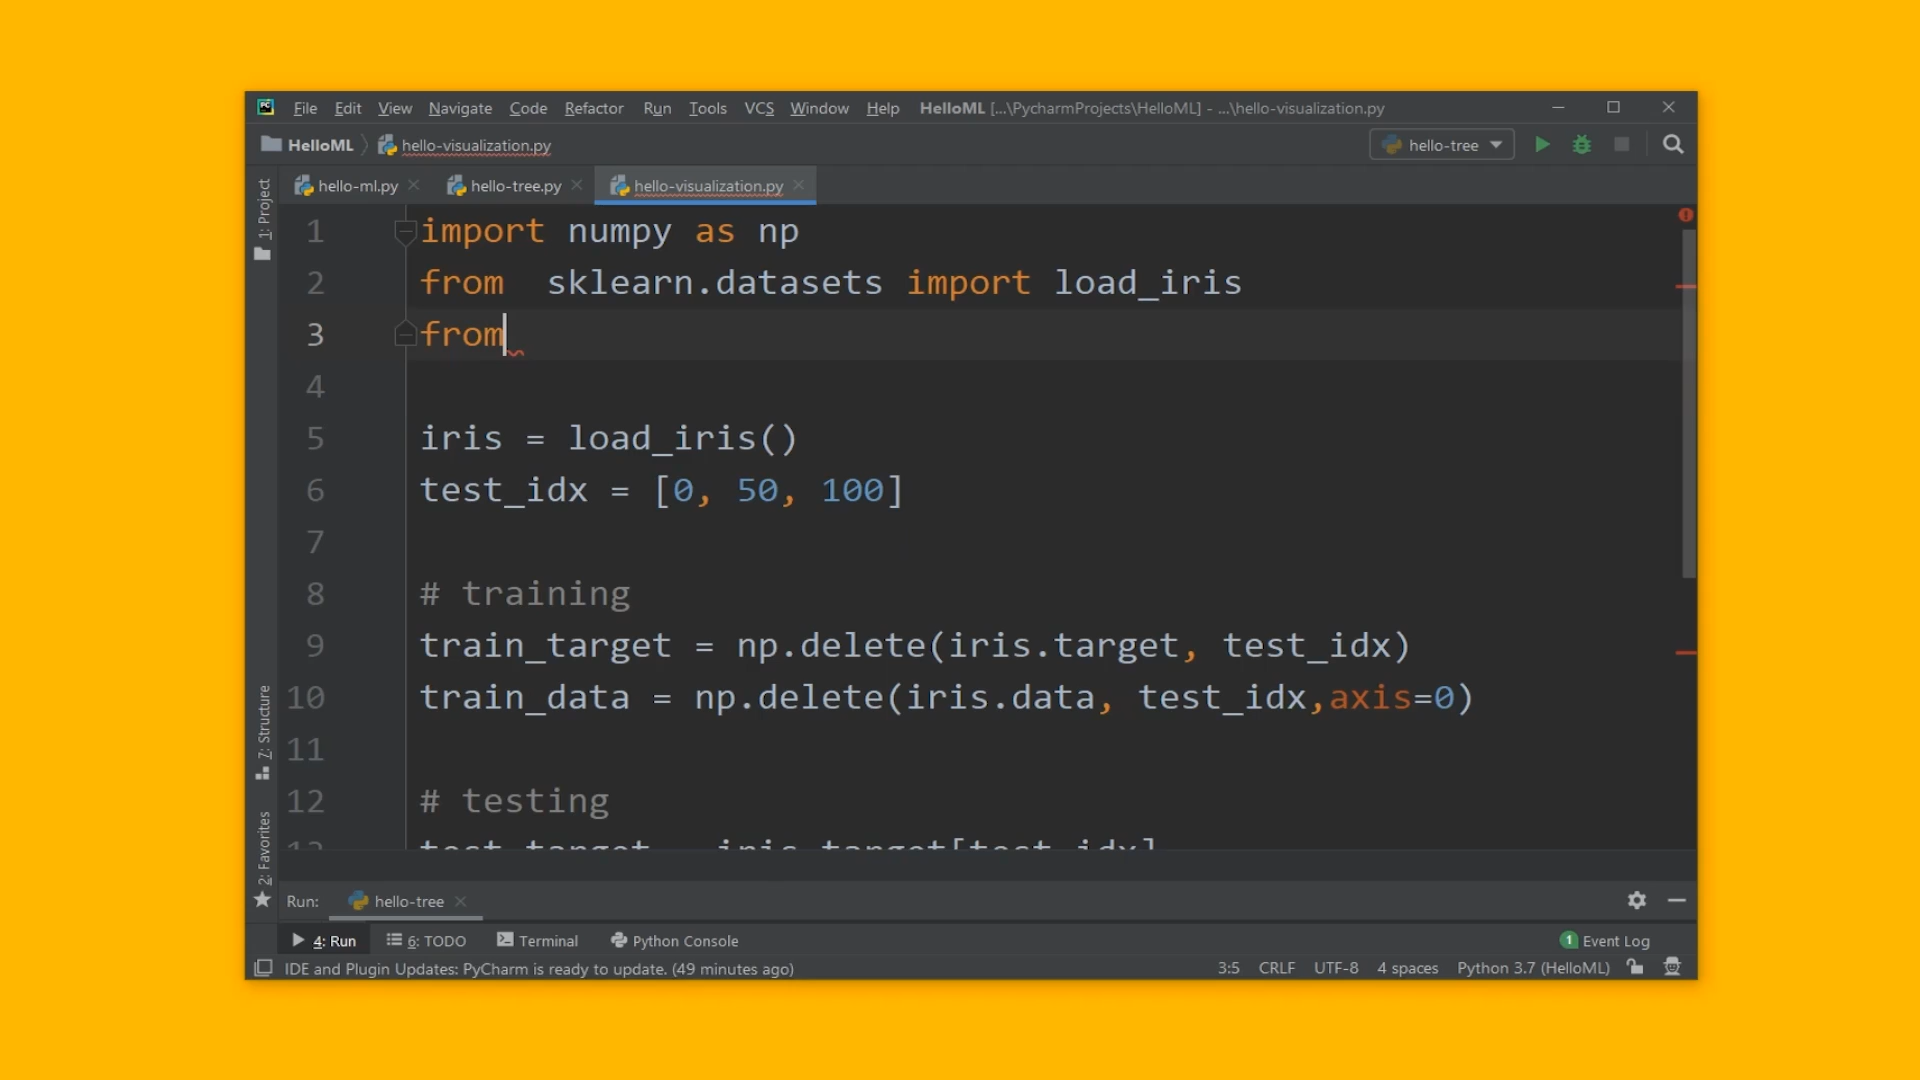 File Edit View Navigate Code Refactor Run Tools VCS Window Help HelloML [...\PycharmProjects\HelloML] - ...\hello-visualization.py
HelloML hello-visualization.py hello-tree
hello-ml.py hello-tree.py hello-visualization.py
1: Project
7: Structure
2: Favorites
1 import numpy as np
2 from  sklearn.datasets import load_iris
3 from
4
5 iris = load_iris()
6 test_idx = [0, 50, 100]
7
8 # training
9 train_target = np.delete(iris.target, test_idx)
10 train_data = np.delete(iris.data, test_idx,axis=0)
11
12 # testing
13 test_target = iris.target[test_idx]
Run: hello-tree
4: Run 6: TODO Terminal Python Console 1 Event Log
IDE and Plugin Updates: PyCharm is ready to update. (49 minutes ago) 3:5 CRLF UTF-8 4 spaces Python 3.7 (HelloML)